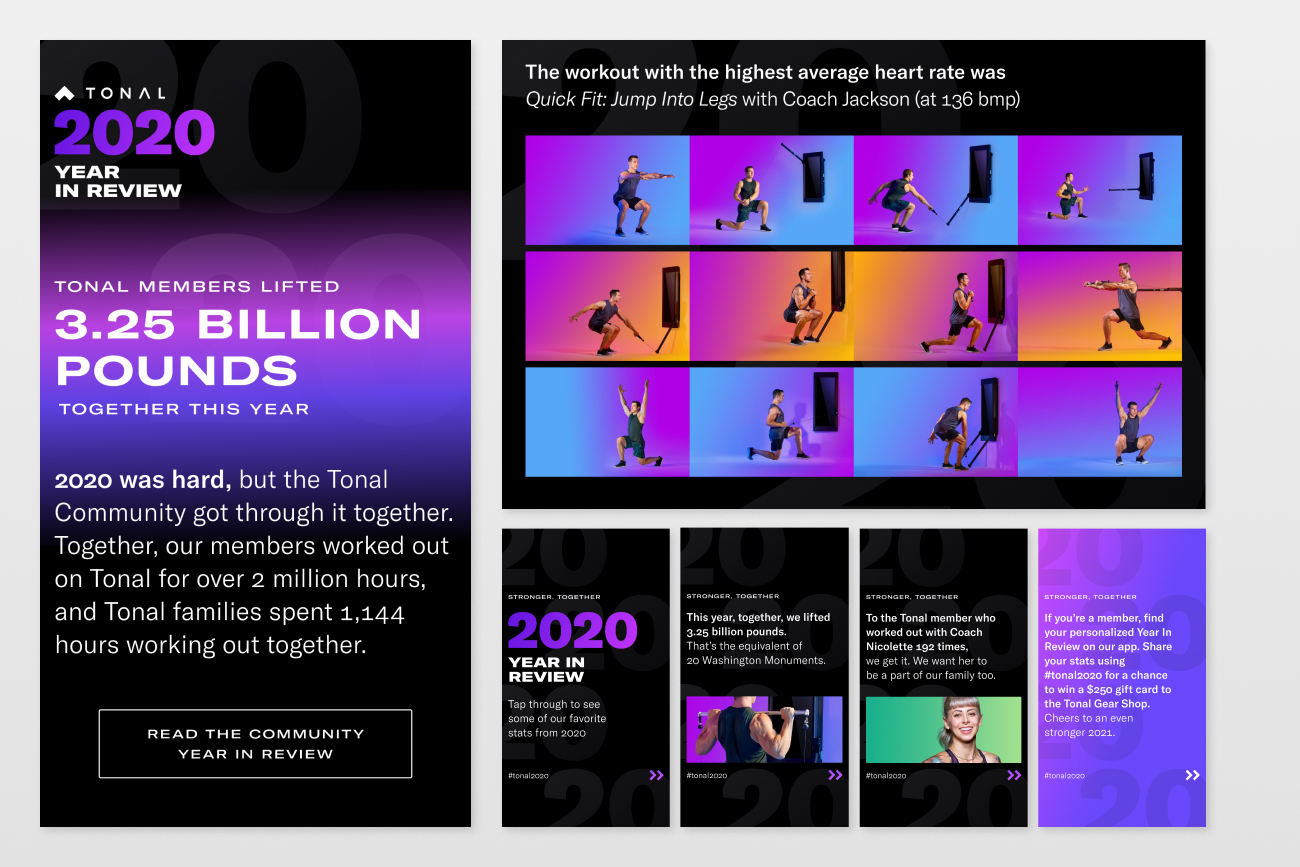 TONAL
2020
YEAR
IN REVIEW
TONAL MEMBERS LIFTED
3.25 BILLION
POUNDS
TOGETHER THIS YEAR
2020 was hard, but the Tonal
Community got through it together.
Together, our members worked out
on Tonal for over 2 million hours,
and Tonal families spent 1,144
hours working out together.
READ THE COMMUNITY
YEAR IN REVIEW
The workout with the highest average heart rate was
Quick Fit: Jump Into Legs with Coach Jackson (at 136 bmp)
STRONGER, TOGETHER
2020
YEAR IN
REVIEW
Tap through to see
some of our favorite
stats from 2020
#tonal2020
STRONGER, TOGETHER
This year, together, we lifted
3.25 billion pounds.
That's the equivalent of
20 Washington Monuments.
#tonal2020
STRONGER, TOGETHER
To the Tonal member who
worked out with Coach
Nicolette 192 times,
we get it. We want her to
be a part of our family too.
#tonal2020
STRONGER, TOGETHER
If you're a member, find
your personalized Year In
Review on our app. Share
your stats using
#tonal2020 for a chance
to win a $250 gift card to
the Tonal Gear Shop.
Cheers to an even
stronger 2021.
#tonal2020